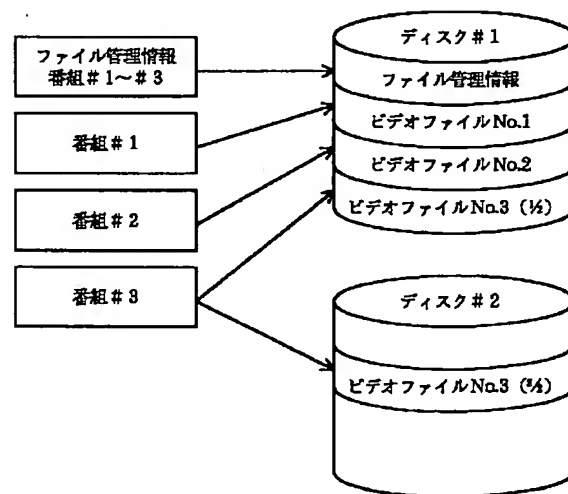 ファイル管理情報
番組#1～#3
番組#1
番組#2
番組#3
ディスク#1
ファイル管理情報
ビデオファイルNo.1
ビデオファイルNo.2
ビデオファイルNo.3 (½)
ディスク#2
ビデオファイルNo.3 (²⁄₂)